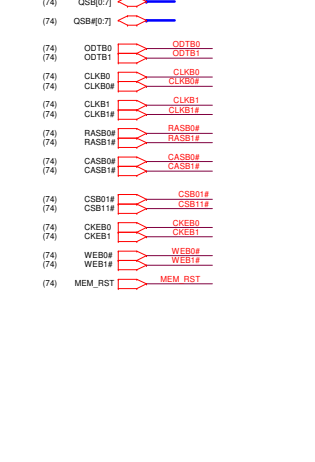 (74) QSB[0:7]
(74) QSB#[0:7]
(74) ODTB0 ODTB0
(74) ODTB1 ODTB1
(74) CLKB0 CLKB0
(74) CLKB0# CLKB0#
(74) CLKB1 CLKB1
(74) CLKB1# CLKB1#
(74) RASB0# RASB0#
(74) RASB1# RASB1#
(74) CASB0# CASB0#
(74) CASB1# CASB1#
(74) CSB01# CSB01#
(74) CSB11# CSB11#
(74) CKEB0 CKEB0
(74) CKEB1 CKEB1
(74) WEB0# WEB0#
(74) WEB1# WEB1#
(74) MEM_RST MEM_RST